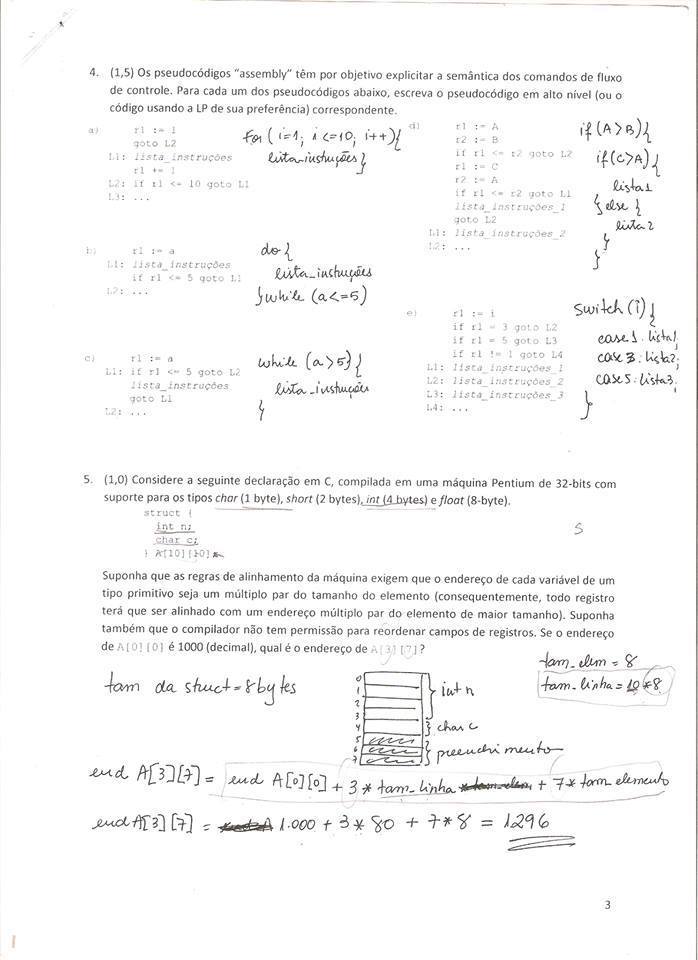 4. (1,5) Os pseudocódigos "assembly" têm por objetivo explicitar a semântica dos comandos de fluxo
de controle. Para cada um dos pseudocódigos abaixo, escreva o pseudocódigo em alto nível (ou o
código usando a LP de sua preferência) correspondente.
a) r1 := 1
goto L2
L1: lista_instruções
r1 += 1
L2: if r1 <= 10 goto L1
L3: ...
for (i=1; i<=10; i++){
lista_instruções }
b) r1 := a
L1: lista_instruções
if r1 <= 5 goto L1
L2: ...
do {
lista_instruções
} while (a<=5)
c) r1 := a
L1: if r1 <= 5 goto L2
lista_instruções
goto L1
L2: ...
while (a>5) {
lista_instrução
}
d) r1 := A
r2 := B
if r1 <= r2 goto L2
r1 := C
r2 := A
if r1 <= r2 goto L1
lista_instruções_1
goto L2
L1: lista_instruções_2
L2: ...
if (A>B){
if(C>A){
lista1
} else {
lista 2
}
}
e) r1 := i
if r1 = 3 goto L2
if r1 = 5 goto L3
if r1 != 1 goto L4
L1: lista_instruções_1
L2: lista_instruções_2
L3: lista_instruções_3
L4: ...
switch (i) {
case 1: lista1;
case 3: lista2;
case 5: lista3;
}
5. (1,0) Considere a seguinte declaração em C, compilada em uma máquina Pentium de 32-bits com
suporte para os tipos char (1 byte), short (2 bytes), int (4 bytes) e float (8-byte).
struct {
int n;
char c;
} A[10][10];
S
Suponha que as regras de alinhamento da máquina exigem que o endereço de cada variável de um
tipo primitivo seja um múltiplo par do tamanho do elemento (consequentemente, todo registro
terá que ser alinhado com um endereço múltiplo par do elemento de maior tamanho). Suponha
também que o compilador não tem permissão para reordenar campos de registros. Se o endereço
de A[0][0] é 1000 (decimal), qual é o endereço de A[3][7]?
tam_elem = 8
tam_linha = 10*8
tam da struct = 8 bytes
0
1
2
3
4
5
6
7
int n
char c
preenchimento
end A[3][7] = end A[0][0] + 3 * tam_linha + 7 * tam elemento
end A[3][7] = 1.000 + 3*80 + 7*8 = 1296
3